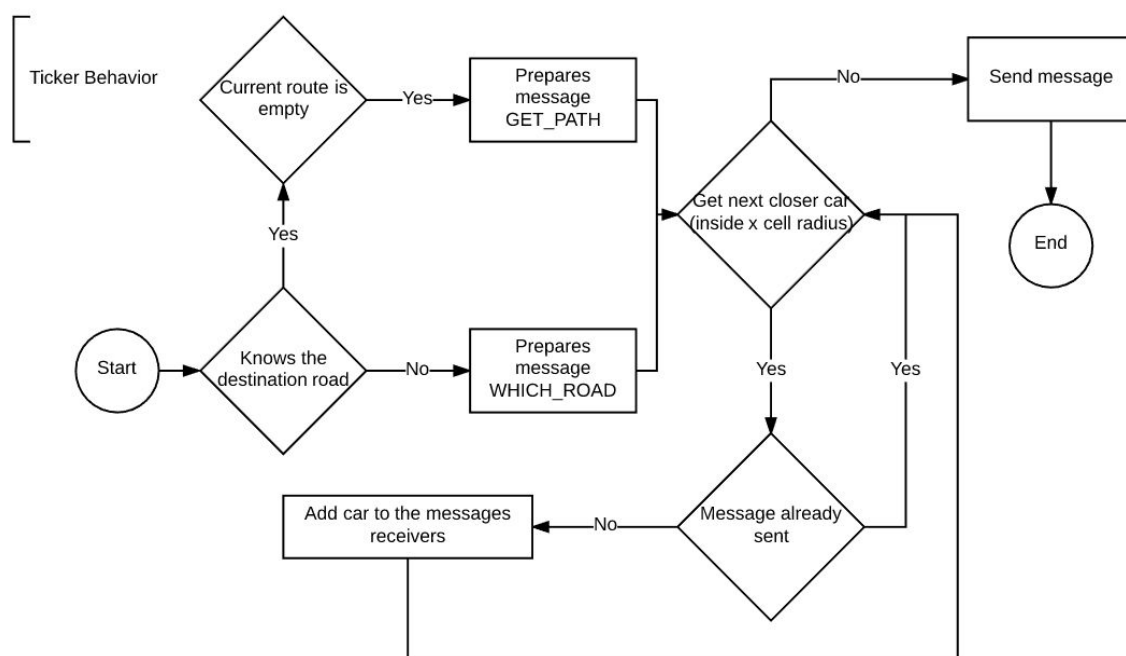 Ticker Behavior
Current route is
empty
Yes
Prepares
message
GET_PATH
No
Send message
Get next closer car
(inside x cell radius)
End
Yes
Start
Knows the
destination road
No
Prepares
message
WHICH_ROAD
Yes
Yes
Add car to the messages
receivers
No
Message already
sent